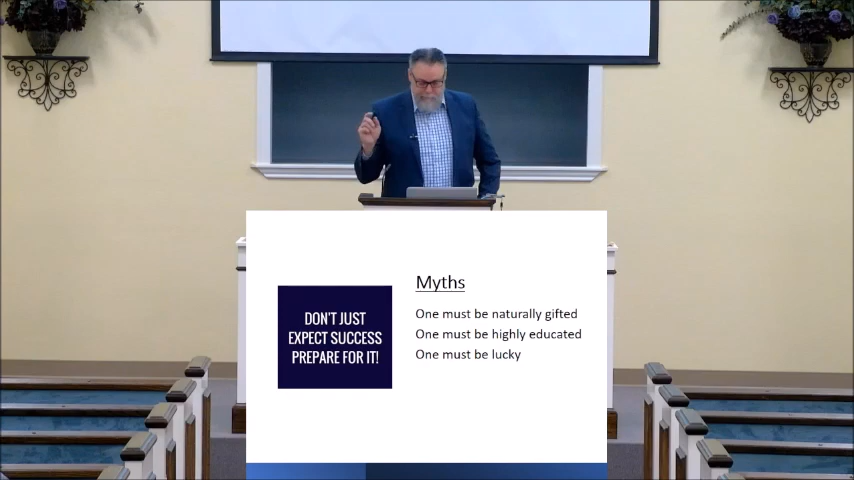 DON'T JUST
EXPECT SUCCESS
PREPARE FOR IT!
Myths
One must be naturally gifted
One must be highly educated
One must be lucky